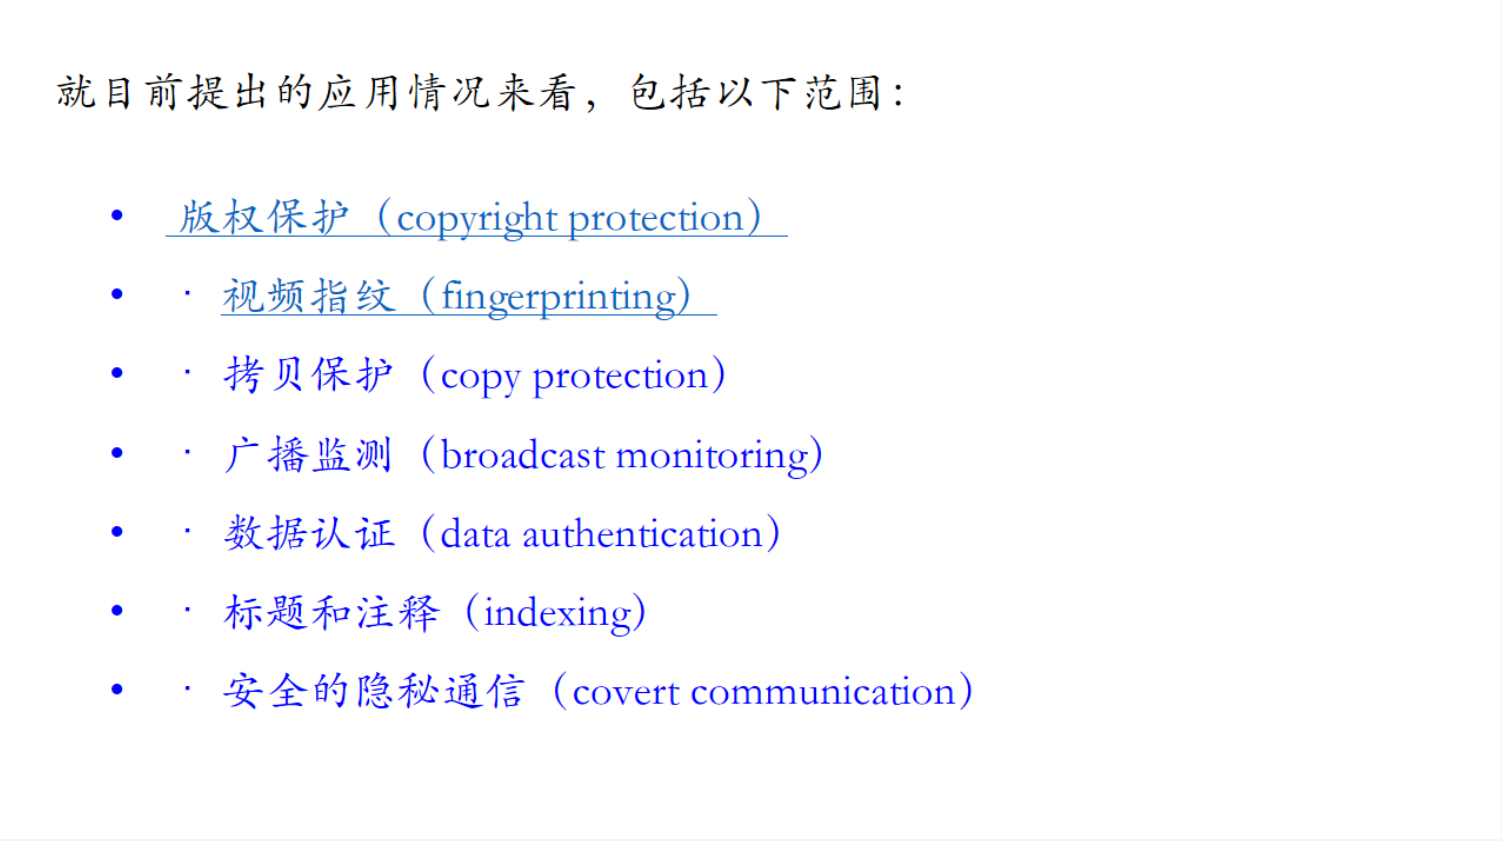 就目前提出的应用情况来看，包括以下范围：
• 版权保护（copyright protection）
• · 视频指纹（fingerprinting）
• · 拷贝保护（copy protection）
• · 广播监测（broadcast monitoring）
• · 数据认证（data authentication）
• · 标题和注释（indexing）
• · 安全的隐秘通信（covert communication）